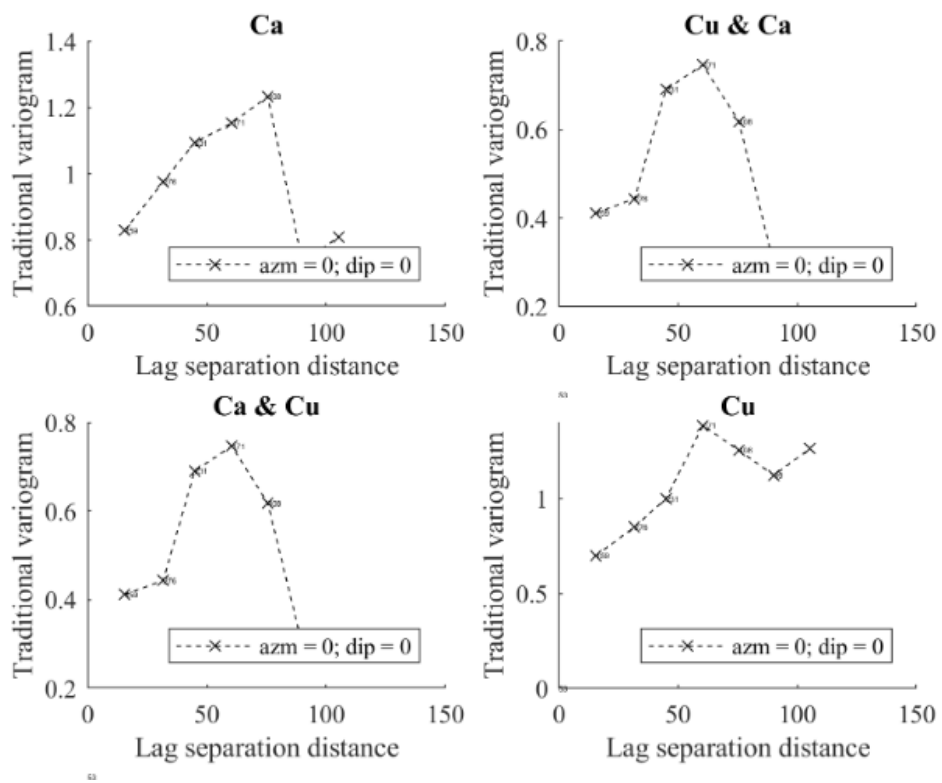 Ca
1.4
1.2
1
0.8
0.6
Traditional variogram
azm = 0; dip = 0
0 50 100 150
Lag separation distance
Cu & Ca
0.8
0.6
0.4
0.2
Traditional variogram
azm = 0; dip = 0
0 50 100 150
Lag separation distance
Ca & Cu
0.8
0.6
0.4
0.2
Traditional variogram
azm = 0; dip = 0
0 50 100 150
Lag separation distance
Cu
1
0.5
0
Traditional variogram
azm = 0; dip = 0
0 50 100 150
Lag separation distance